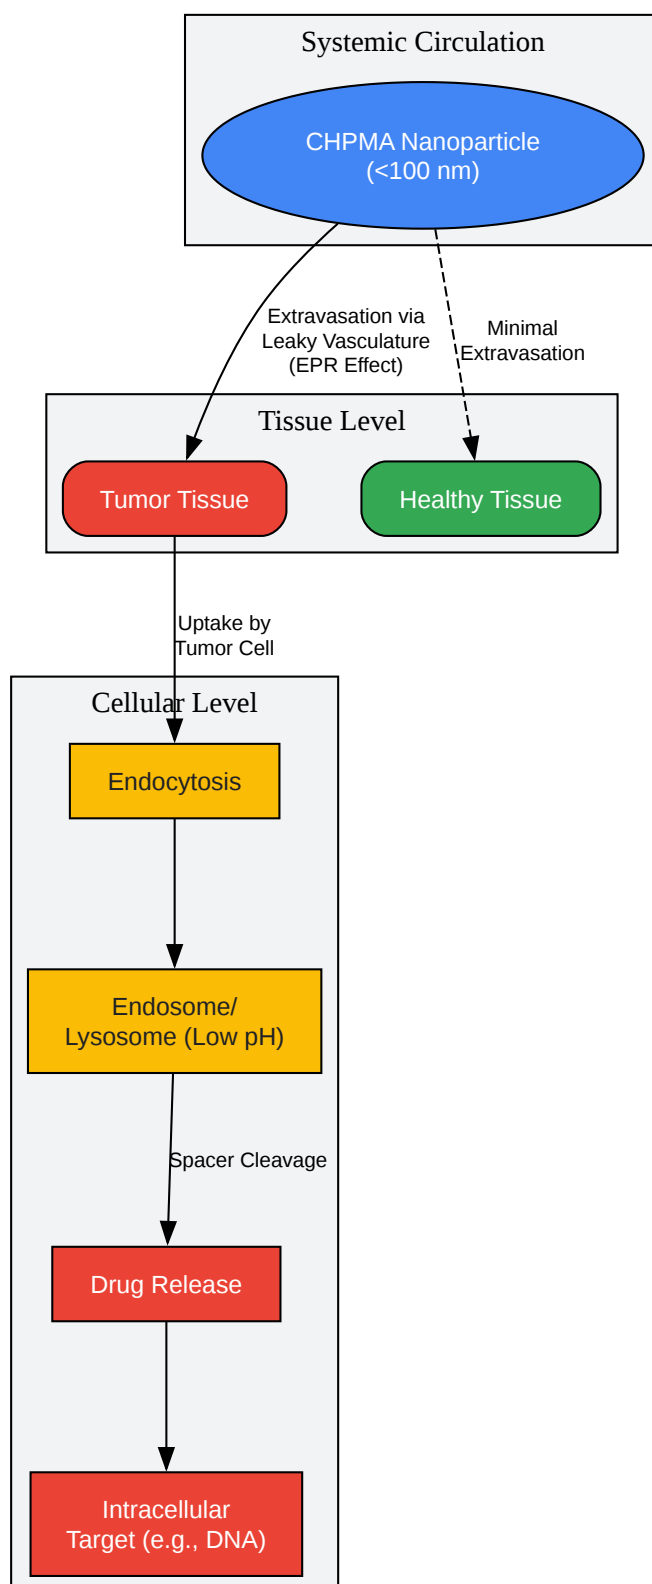 Systemic Circulation
CHPMA Nanoparticle
(<100 nm)
Extravasation via
Leaky Vasculature
(EPR Effect)
Minimal
Extravasation
Tissue Level
Tumor Tissue
Healthy Tissue
Uptake by
Tumor Cell
Cellular Level
Endocytosis
Endosome/
Lysosome (Low pH)
Spacer Cleavage
Drug Release
Intracellular
Target (e.g., DNA)